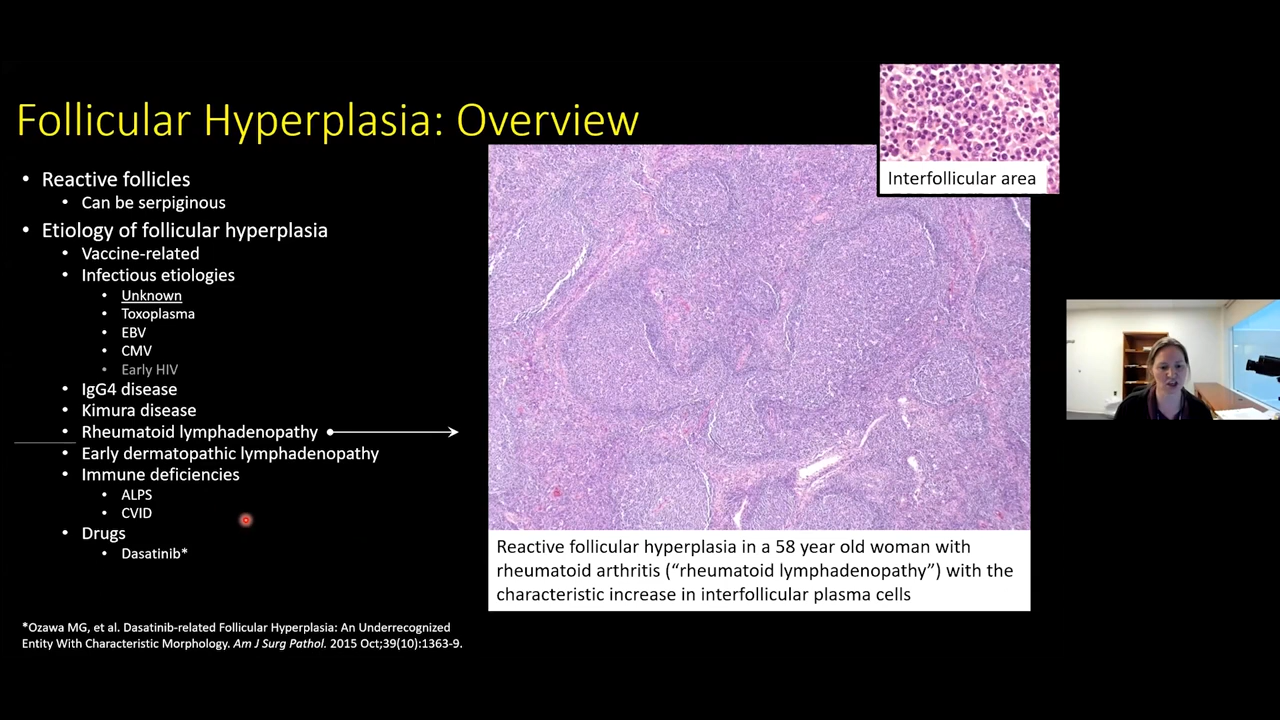 Follicular Hyperplasia: Overview
• Reactive follicles
• Can be serpiginous
• Etiology of follicular hyperplasia
• Vaccine-related
• Infectious etiologies
• Unknown
• Toxoplasma
• EBV
• CMV
• Early HIV
• IgG4 disease
• Kimura disease
• Rheumatoid lymphadenopathy
• Early dermatopathic lymphadenopathy
• Immune deficiencies
• ALPS
• CVID
• Drugs
• Dasatinib*
*Ozawa MG, et al. Dasatinib-related Follicular Hyperplasia: An Underrecognized
Entity With Characteristic Morphology. Am J Surg Pathol. 2015 Oct;39(10):1363-9.
Interfollicular area
Reactive follicular hyperplasia in a 58 year old woman with
rheumatoid arthritis (“rheumatoid lymphadenopathy”) with the
characteristic increase in interfollicular plasma cells